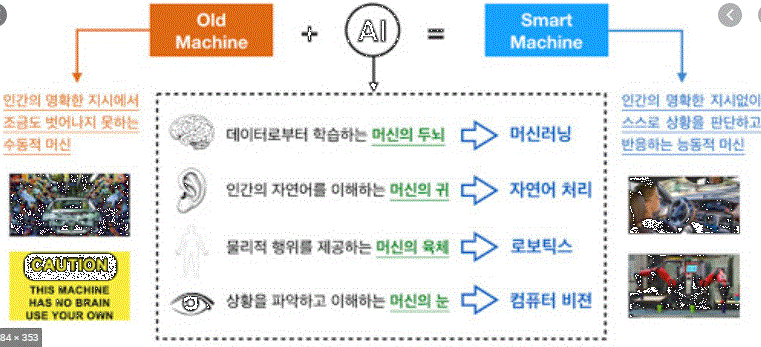 Old
Machine
+
AI
=
Smart
Machine
인간의 명확한 지시에서
조금도 벗어나지 못하는
수동적 머신
CAUTION
THIS MACHINE
HAS NO BRAIN
USE YOUR OWN
데이터로부터 학습하는 머신의 두뇌 머신러닝
인간의 자연어를 이해하는 머신의 귀 자연어 처리
물리적 행위를 제공하는 머신의 육체 로보틱스
상황을 파악하고 이해하는 머신의 눈 컴퓨터 비젼
인간의 명확한 지시없이
스스로 상황을 판단하고
반응하는 능동적 머신
84 × 353